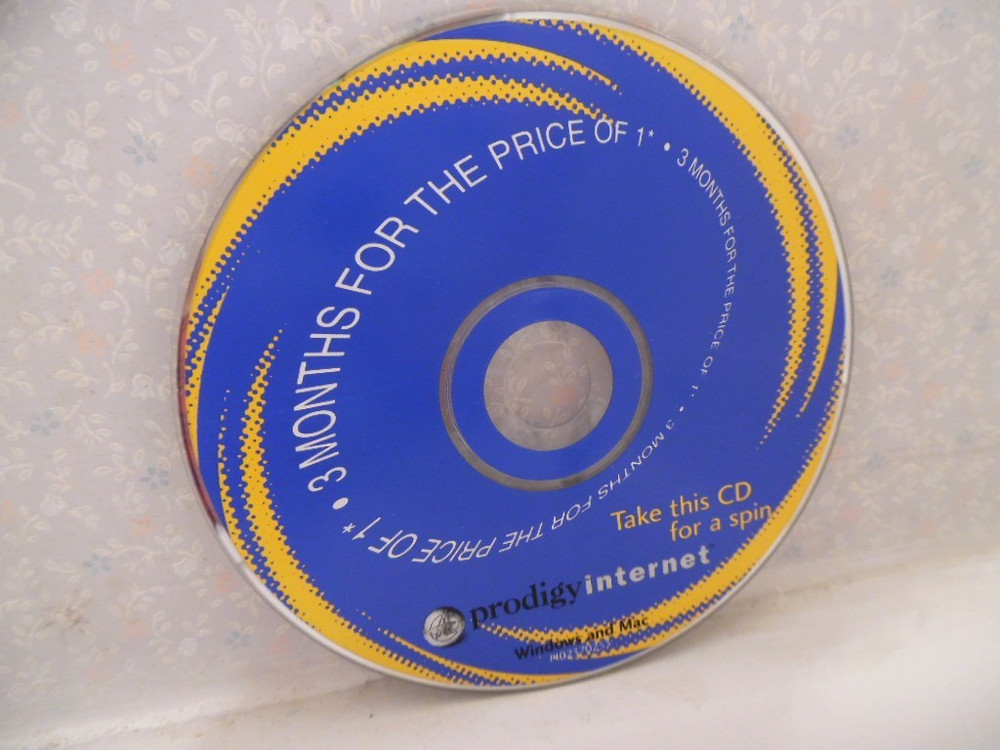 • 3 MONTHS FOR THE PRICE OF 1*
• 3 MONTHS FOR THE PRICE OF 1*
• 3 MONTHS FOR THE PRICE OF 1*
Take this CD
for a spin
prodigyinternet™
Windows and Mac